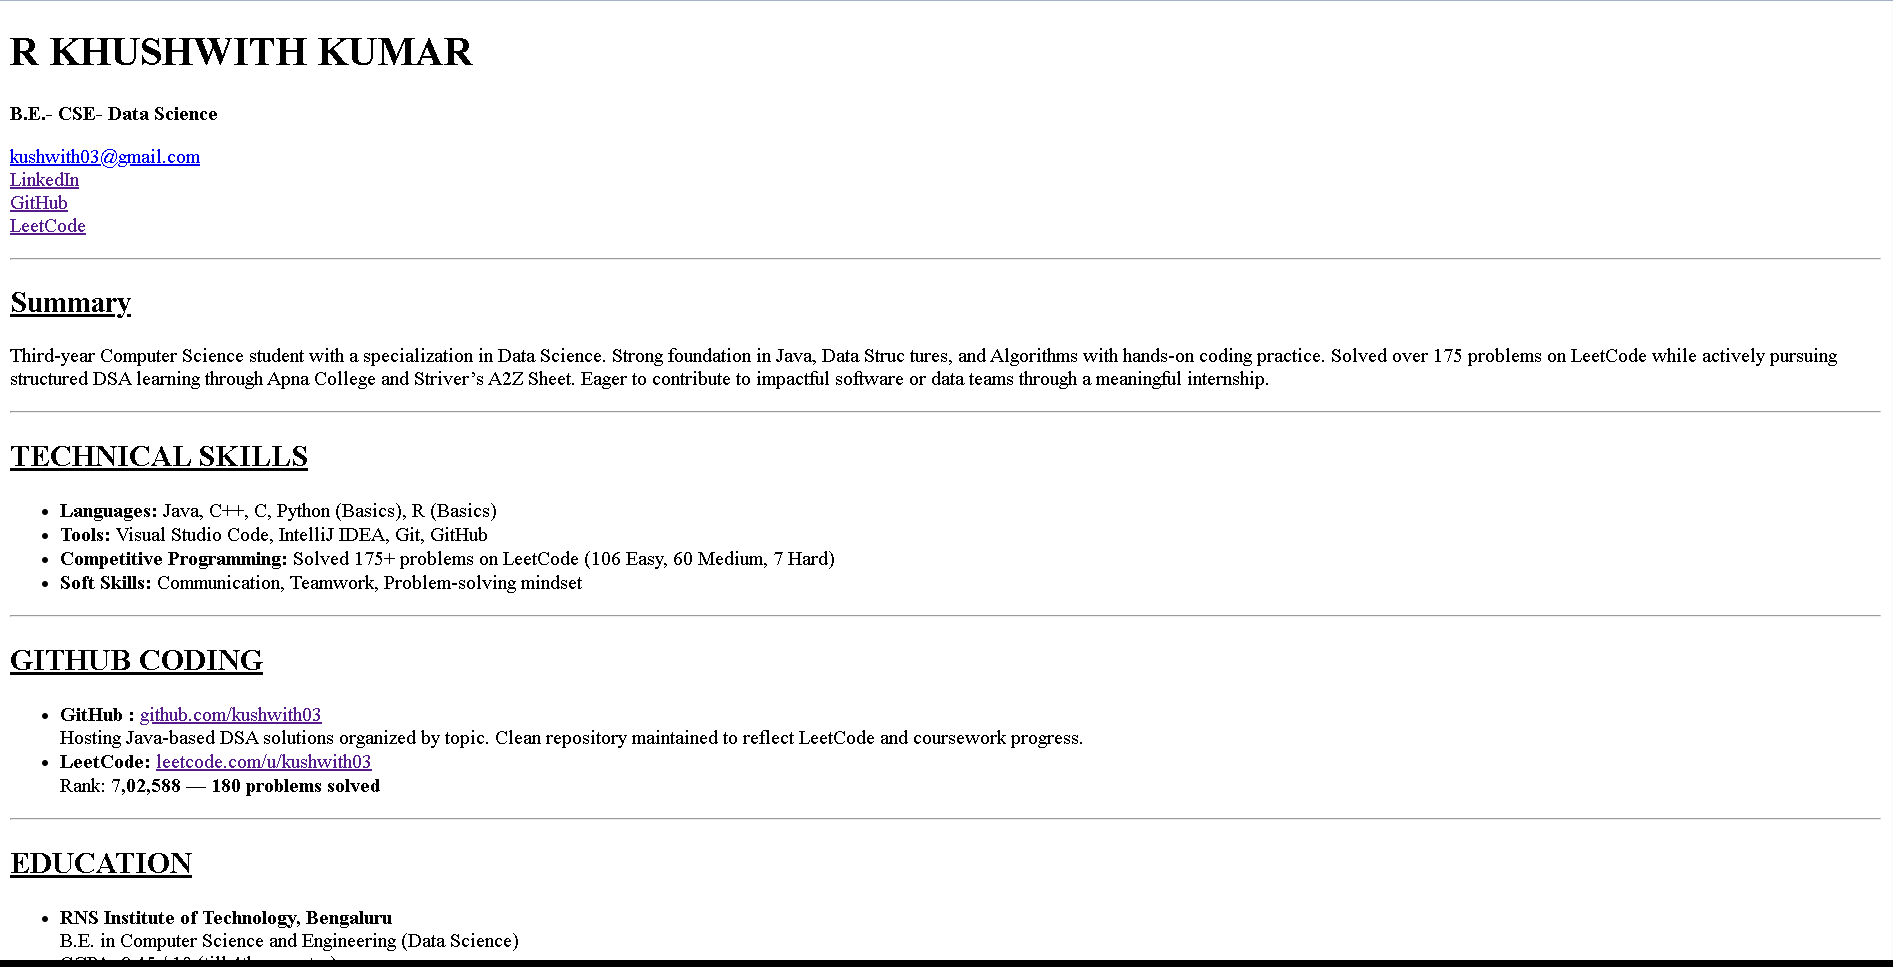 R KHUSHWITH KUMAR
B.E.- CSE- Data Science
kushwith03@gmail.com
LinkedIn
GitHub
LeetCode
Summary
Third-year Computer Science student with a specialization in Data Science. Strong foundation in Java, Data Struc tures, and Algorithms with hands-on coding practice. Solved over 175 problems on LeetCode while actively pursuing
structured DSA learning through Apna College and Striver’s A2Z Sheet. Eager to contribute to impactful software or data teams through a meaningful internship.
TECHNICAL SKILLS
• Languages: Java, C++, C, Python (Basics), R (Basics)
• Tools: Visual Studio Code, IntelliJ IDEA, Git, GitHub
• Competitive Programming: Solved 175+ problems on LeetCode (106 Easy, 60 Medium, 7 Hard)
• Soft Skills: Communication, Teamwork, Problem-solving mindset
GITHUB CODING
• GitHub : github.com/kushwith03
Hosting Java-based DSA solutions organized by topic. Clean repository maintained to reflect LeetCode and coursework progress.
• LeetCode: leetcode.com/u/kushwith03
Rank: 7,02,588 — 180 problems solved
EDUCATION
• RNS Institute of Technology, Bengaluru
B.E. in Computer Science and Engineering (Data Science)